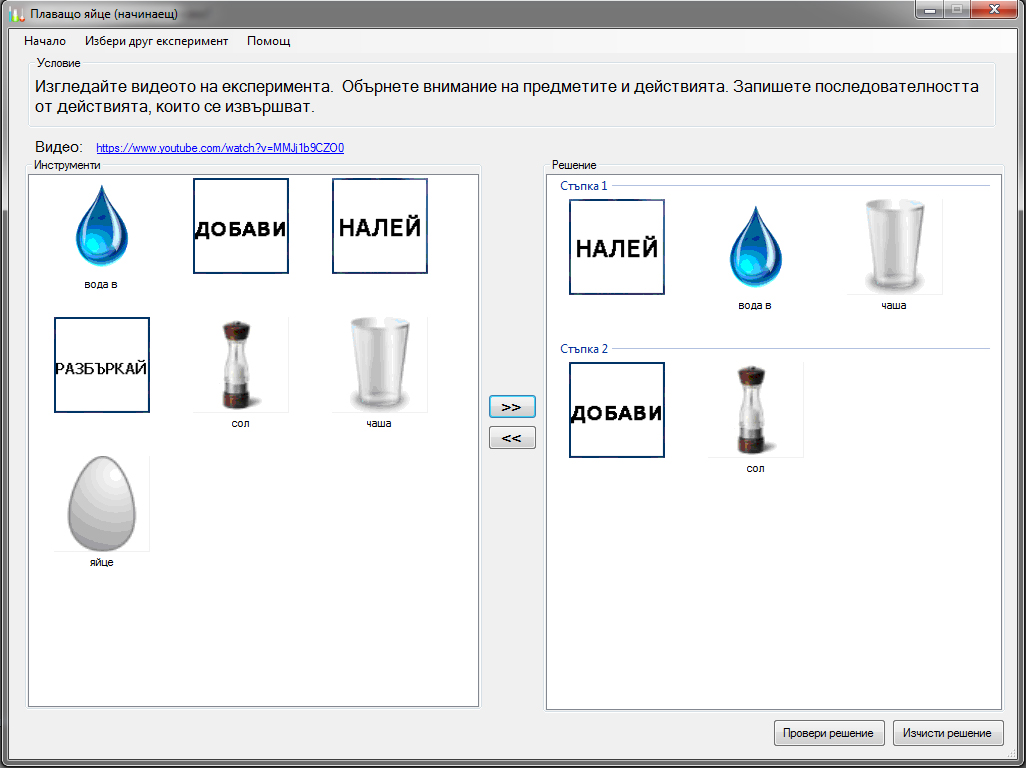 Плаващо яйце (начинаещ)
Начало Избери друг експеримент Помощ
Условие
Изгледайте видеото на експеримента. Обърнете внимание на предметите и действията. Запишете последователността
от действията, които се извършват.
Видео: https://www.youtube.com/watch?v=MMJj1b9CZO0
Инструменти
вода в
ДОБАВИ
НАЛЕЙ
РАЗБЪРКАЙ
сол
чаша
яйце
>>
<<
Решение
Стъпка 1
НАЛЕЙ
вода в
чаша
Стъпка 2
ДОБАВИ
сол
Провери решение
Изчисти решение